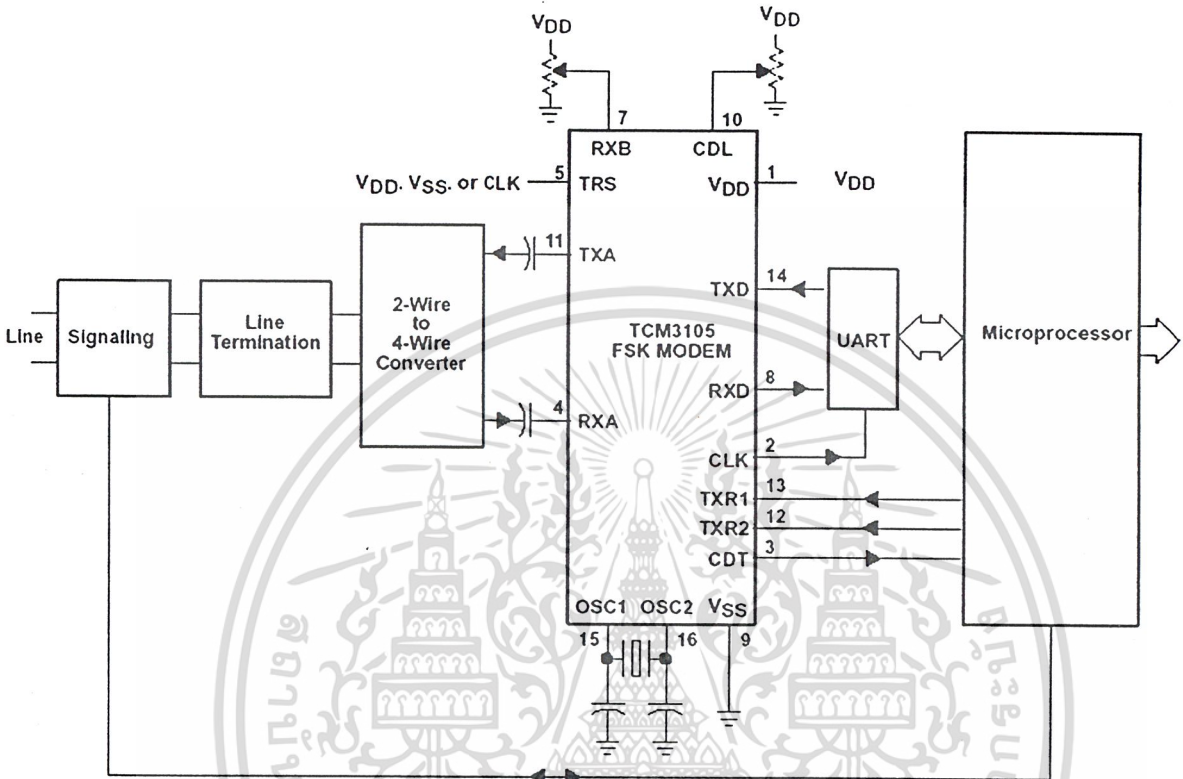 VDD
VDD
7
10
RXB
CDL
VDD. VSS. or CLK
5
TRS
VDD
1
VDD
11
TXA
TXD
14
2-Wire
to
4-Wire
Converter
Line
Signaling
Line
Termination
TCM3105
FSK MODEM
UART
Microprocessor
RXD
8
4
RXA
CLK
2
TXR1
13
TXR2
12
CDT
3
OSC1
OSC2
VSS
15
16
9